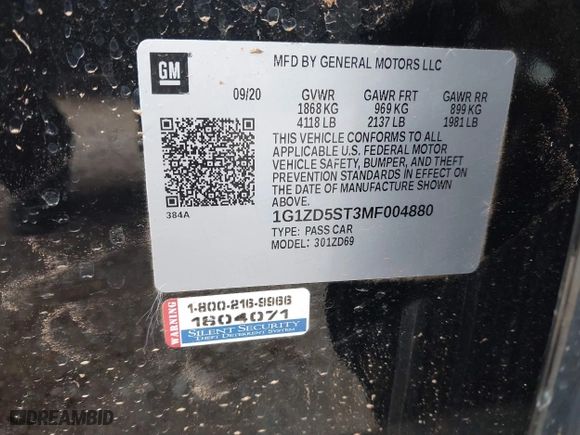 GM
MFD BY GENERAL MOTORS LLC
09/20 GVWR GAWR FRT GAWR RR
1868 KG 969 KG 899 KG
4118 LB 2137 LB 1981 LB
THIS VEHICLE CONFORMS TO ALL
APPLICABLE U.S. FEDERAL MOTOR
VEHICLE SAFETY, BUMPER, AND THEFT
PREVENTION STANDARDS IN EFFECT ON
THE DATE OF MANUFACTURE SHOWN
ABOVE.
384A
1G1ZD5ST3MF004880
TYPE: PASS CAR
MODEL: 301ZD69
WARNING
1-800-216-9966
1604071
SILENT SECURITY
THEFT DETERRENT SYSTEM
DREAMBID